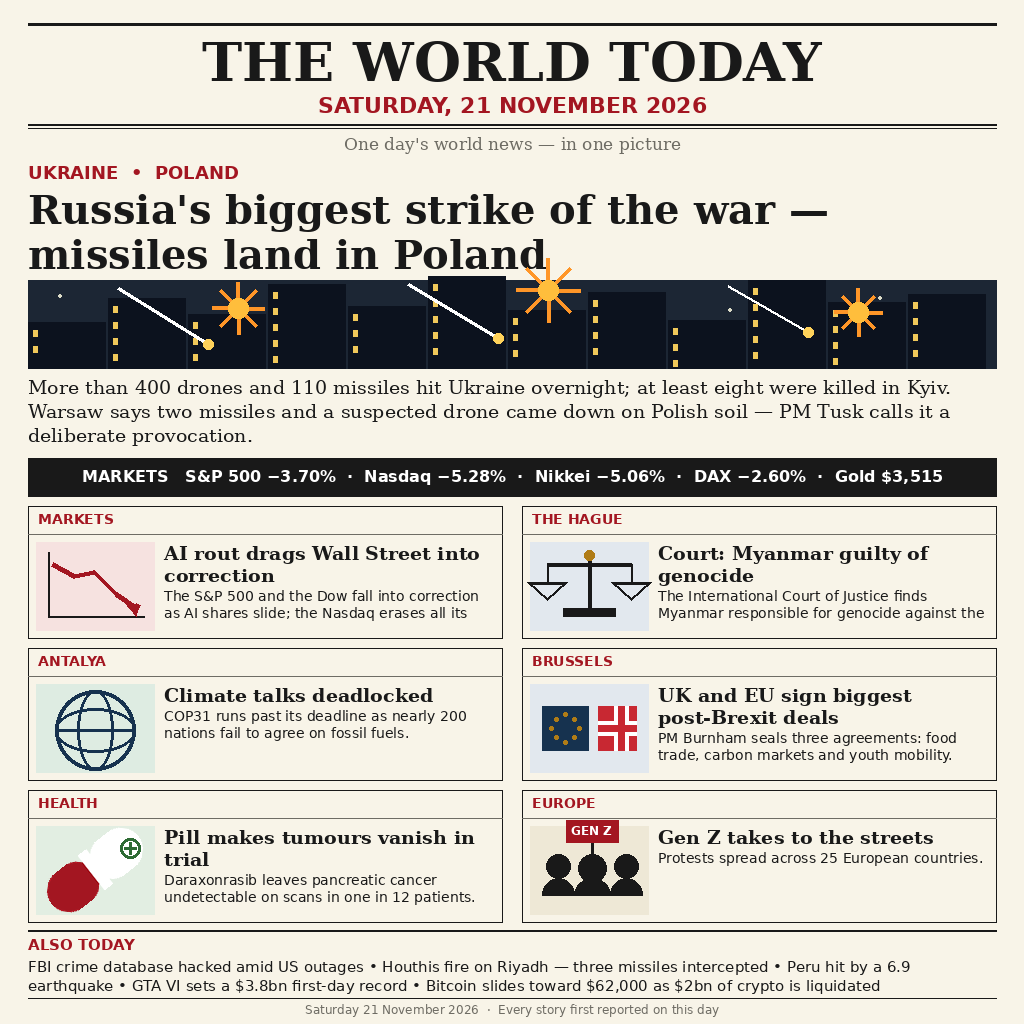 THE WORLD TODAY
SATURDAY, 21 NOVEMBER 2026
One day's world news — in one picture
UKRAINE • POLAND
Russia's biggest strike of the war —
missiles land in Poland
More than 400 drones and 110 missiles hit Ukraine overnight; at least eight were killed in Kyiv.
Warsaw says two missiles and a suspected drone came down on Polish soil — PM Tusk calls it a
deliberate provocation.
MARKETS S&P 500 −3.70% · Nasdaq −5.28% · Nikkei −5.06% · DAX −2.60% · Gold $3,515
MARKETS
AI rout drags Wall Street into
correction
The S&P 500 and the Dow fall into correction
as AI shares slide; the Nasdaq erases all its
THE HAGUE
Court: Myanmar guilty of
genocide
The International Court of Justice finds
Myanmar responsible for genocide against the
ANTALYA
Climate talks deadlocked
COP31 runs past its deadline as nearly 200
nations fail to agree on fossil fuels.
BRUSSELS
UK and EU sign biggest
post-Brexit deals
PM Burnham seals three agreements: food
trade, carbon markets and youth mobility.
HEALTH
Pill makes tumours vanish in
trial
Daraxonrasib leaves pancreatic cancer
undetectable on scans in one in 12 patients.
EUROPE
GEN Z
Gen Z takes to the streets
Protests spread across 25 European countries.
ALSO TODAY
FBI crime database hacked amid US outages • Houthis fire on Riyadh — three missiles intercepted • Peru hit by a 6.9
earthquake • GTA VI sets a $3.8bn first-day record • Bitcoin slides toward $62,000 as $2bn of crypto is liquidated
Saturday 21 November 2026 · Every story first reported on this day